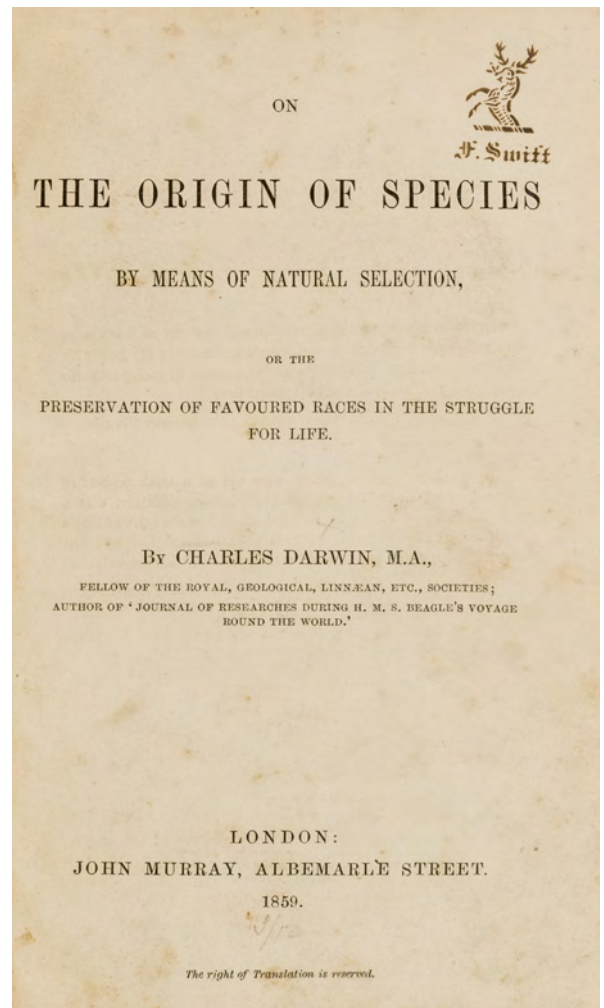 ON
F. Swift
THE ORIGIN OF SPECIES
BY MEANS OF NATURAL SELECTION,
OR THE
PRESERVATION OF FAVOURED RACES IN THE STRUGGLE
FOR LIFE.
BY CHARLES DARWIN, M.A.,
FELLOW OF THE ROYAL, GEOLOGICAL, LINNÆAN, ETC., SOCIETIES;
AUTHOR OF ‘JOURNAL OF RESEARCHES DURING H. M. S. BEAGLE’S VOYAGE
ROUND THE WORLD.’
LONDON:
JOHN MURRAY, ALBEMARLE STREET.
1859.
The right of Translation is reserved.